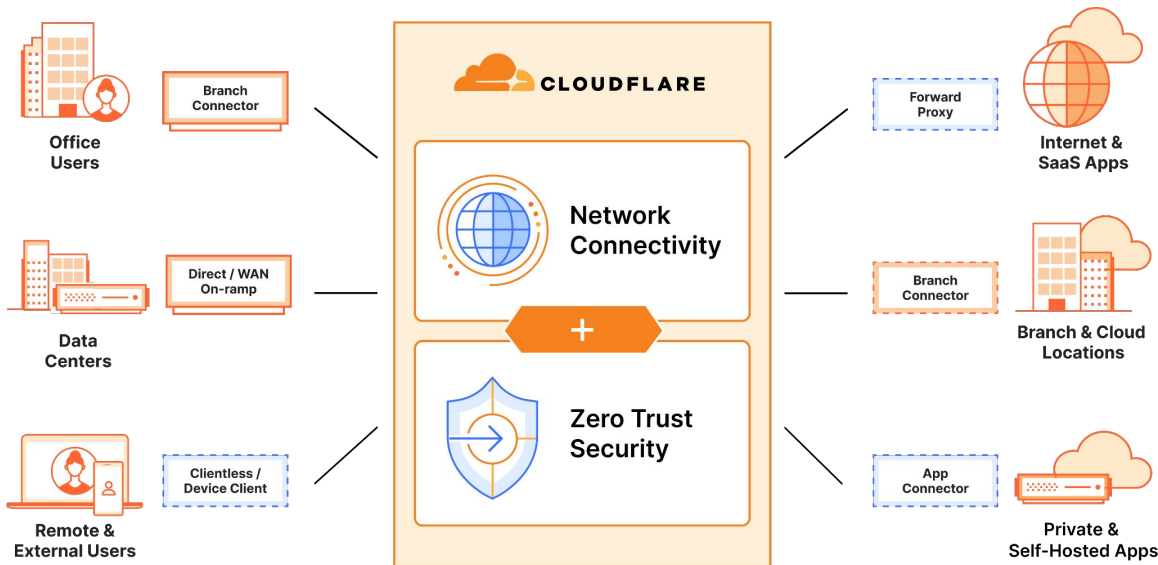 CLOUDFLARE
Branch
Connector
Office
Users
Forward
Proxy
Internet &
SaaS Apps
Network
Connectivity
Direct / WAN
On-ramp
Data
Centers
Branch
Connector
Branch & Cloud
Locations
+
Zero Trust
Security
Clientless /
Device Client
Remote &
External Users
App
Connector
Private &
Self-Hosted Apps